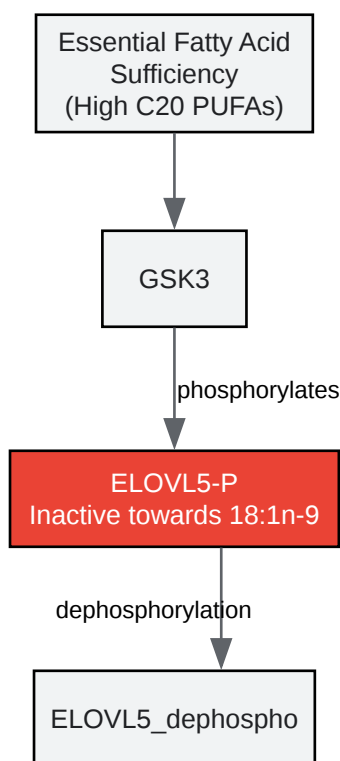 Essential Fatty Acid
Sufficiency
(High C20 PUFAs)
GSK3
phosphorylates
ELOVL5-P
Inactive towards 18:1n-9
dephosphorylation
ELOVL5_dephospho